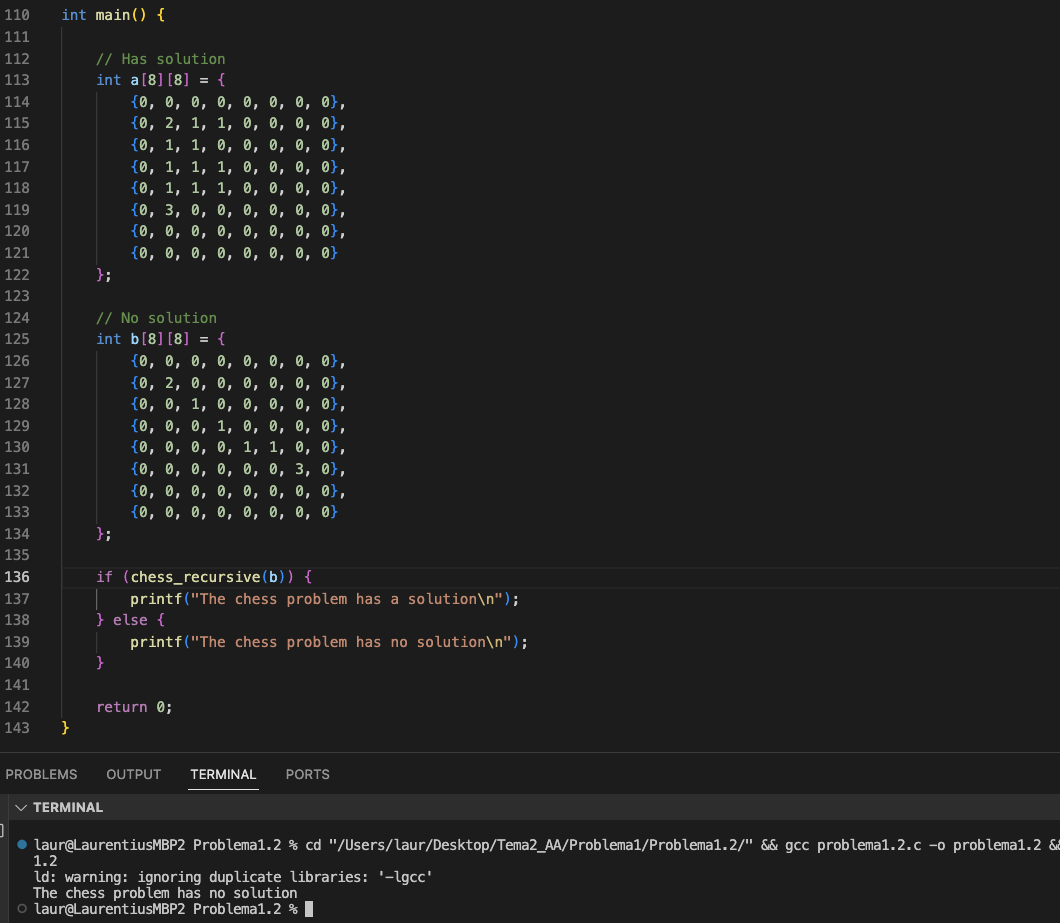 110 int main() {
111
112 // Has solution
113 int a[8][8] = {
114 {0, 0, 0, 0, 0, 0, 0, 0},
115 {0, 2, 1, 1, 0, 0, 0, 0},
116 {0, 1, 1, 0, 0, 0, 0, 0},
117 {0, 1, 1, 1, 0, 0, 0, 0},
118 {0, 1, 1, 1, 0, 0, 0, 0},
119 {0, 3, 0, 0, 0, 0, 0, 0},
120 {0, 0, 0, 0, 0, 0, 0, 0},
121 {0, 0, 0, 0, 0, 0, 0, 0}
122 };
123
124 // No solution
125 int b[8][8] = {
126 {0, 0, 0, 0, 0, 0, 0, 0},
127 {0, 2, 0, 0, 0, 0, 0, 0},
128 {0, 0, 1, 0, 0, 0, 0, 0},
129 {0, 0, 0, 1, 0, 0, 0, 0},
130 {0, 0, 0, 0, 1, 1, 0, 0},
131 {0, 0, 0, 0, 0, 0, 3, 0},
132 {0, 0, 0, 0, 0, 0, 0, 0},
133 {0, 0, 0, 0, 0, 0, 0, 0}
134 };
135
136 if (chess_recursive(b)) {
137 printf("The chess problem has a solution\n");
138 } else {
139 printf("The chess problem has no solution\n");
140 }
141
142 return 0;
143 }
PROBLEMS OUTPUT TERMINAL PORTS
TERMINAL
laur@LaurentiusMBP2 Problema1.2 % cd "/Users/laur/Desktop/Tema2_AA/Problema1/Problema1.2/" && gcc problema1.2.c -o problema1.2 &&
1.2
ld: warning: ignoring duplicate libraries: '-lgcc'
The chess problem has no solution
laur@LaurentiusMBP2 Problema1.2 %